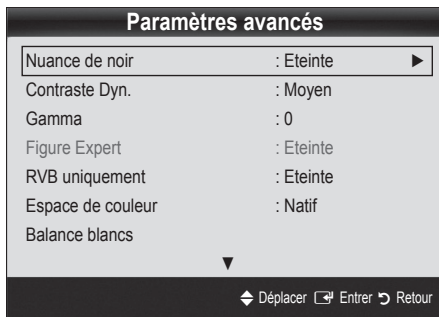 Paramètres avancés
Nuance de noir : Eteinte ►
Contraste Dyn. : Moyen
Gamma : 0
Figure Expert : Eteinte
RVB uniquement : Eteinte
Espace de couleur : Natif
Balance blancs
▼
Déplacer Entrer Retour